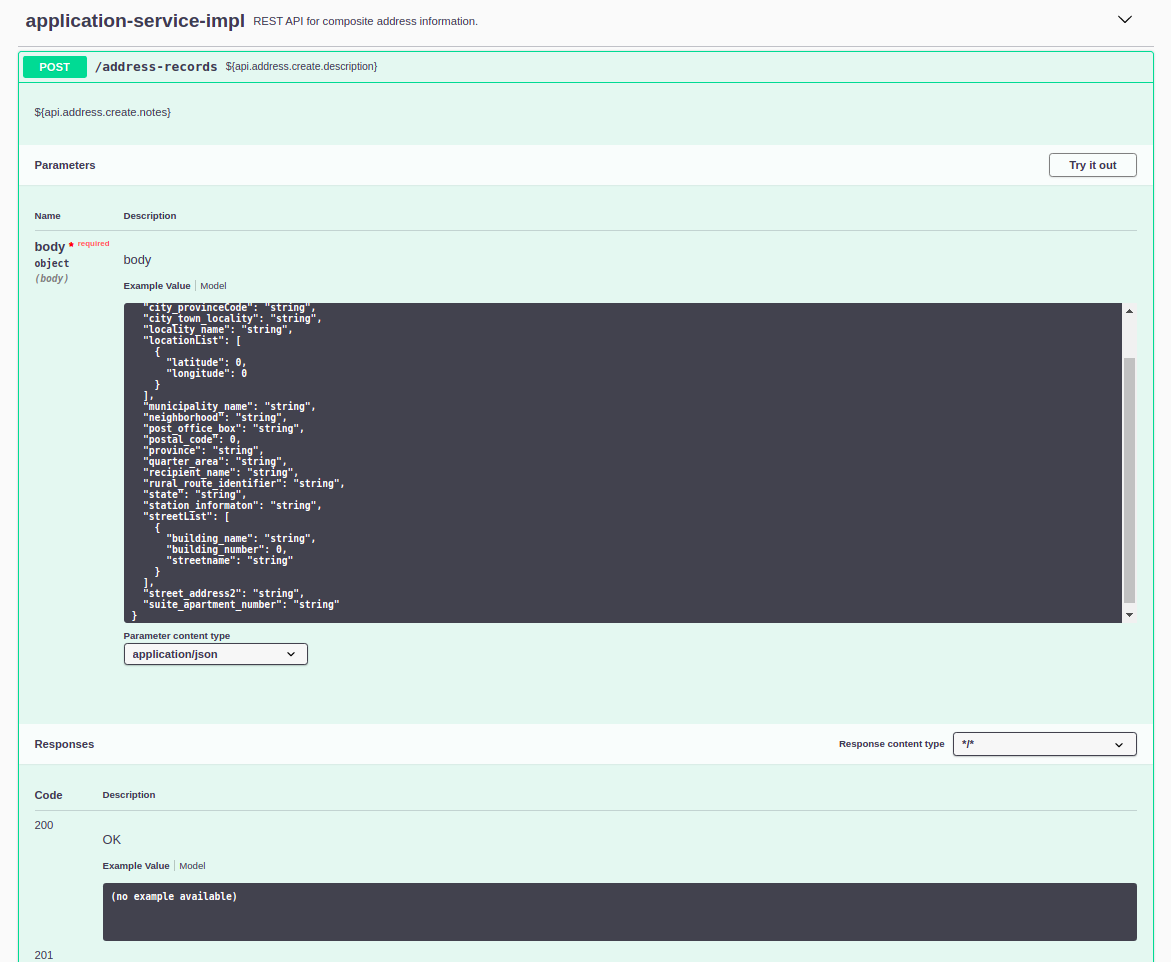 application-service-impl REST API for composite address information.
POST /address-records ${api.address.create.description}
${api.address.create.notes}
Parameters Try it out
Name Description
body * required
object
(body)
body
Example Value Model
"city_provinceCode": "string",
"city_town_locality": "string",
"locality_name": "string",
"locationList": [
{
"latitude": 0,
"longitude": 0
}
],
"municipality_name": "string",
"neighborhood": "string",
"post_office_box": "string",
"postal_code": 0,
"province": "string",
"quarter_area": "string",
"recipient_name": "string",
"rural_route_identifier": "string",
"state": "string",
"station_informaton": "string",
"streetList": [
{
"building_name": "string",
"building_number": 0,
"streetname": "string"
}
],
"street_address2": "string",
"suite_apartment_number": "string"
}
Parameter content type
application/json
Responses Response content type */*
Code Description
200
OK
Example Value Model
(no example available)
201